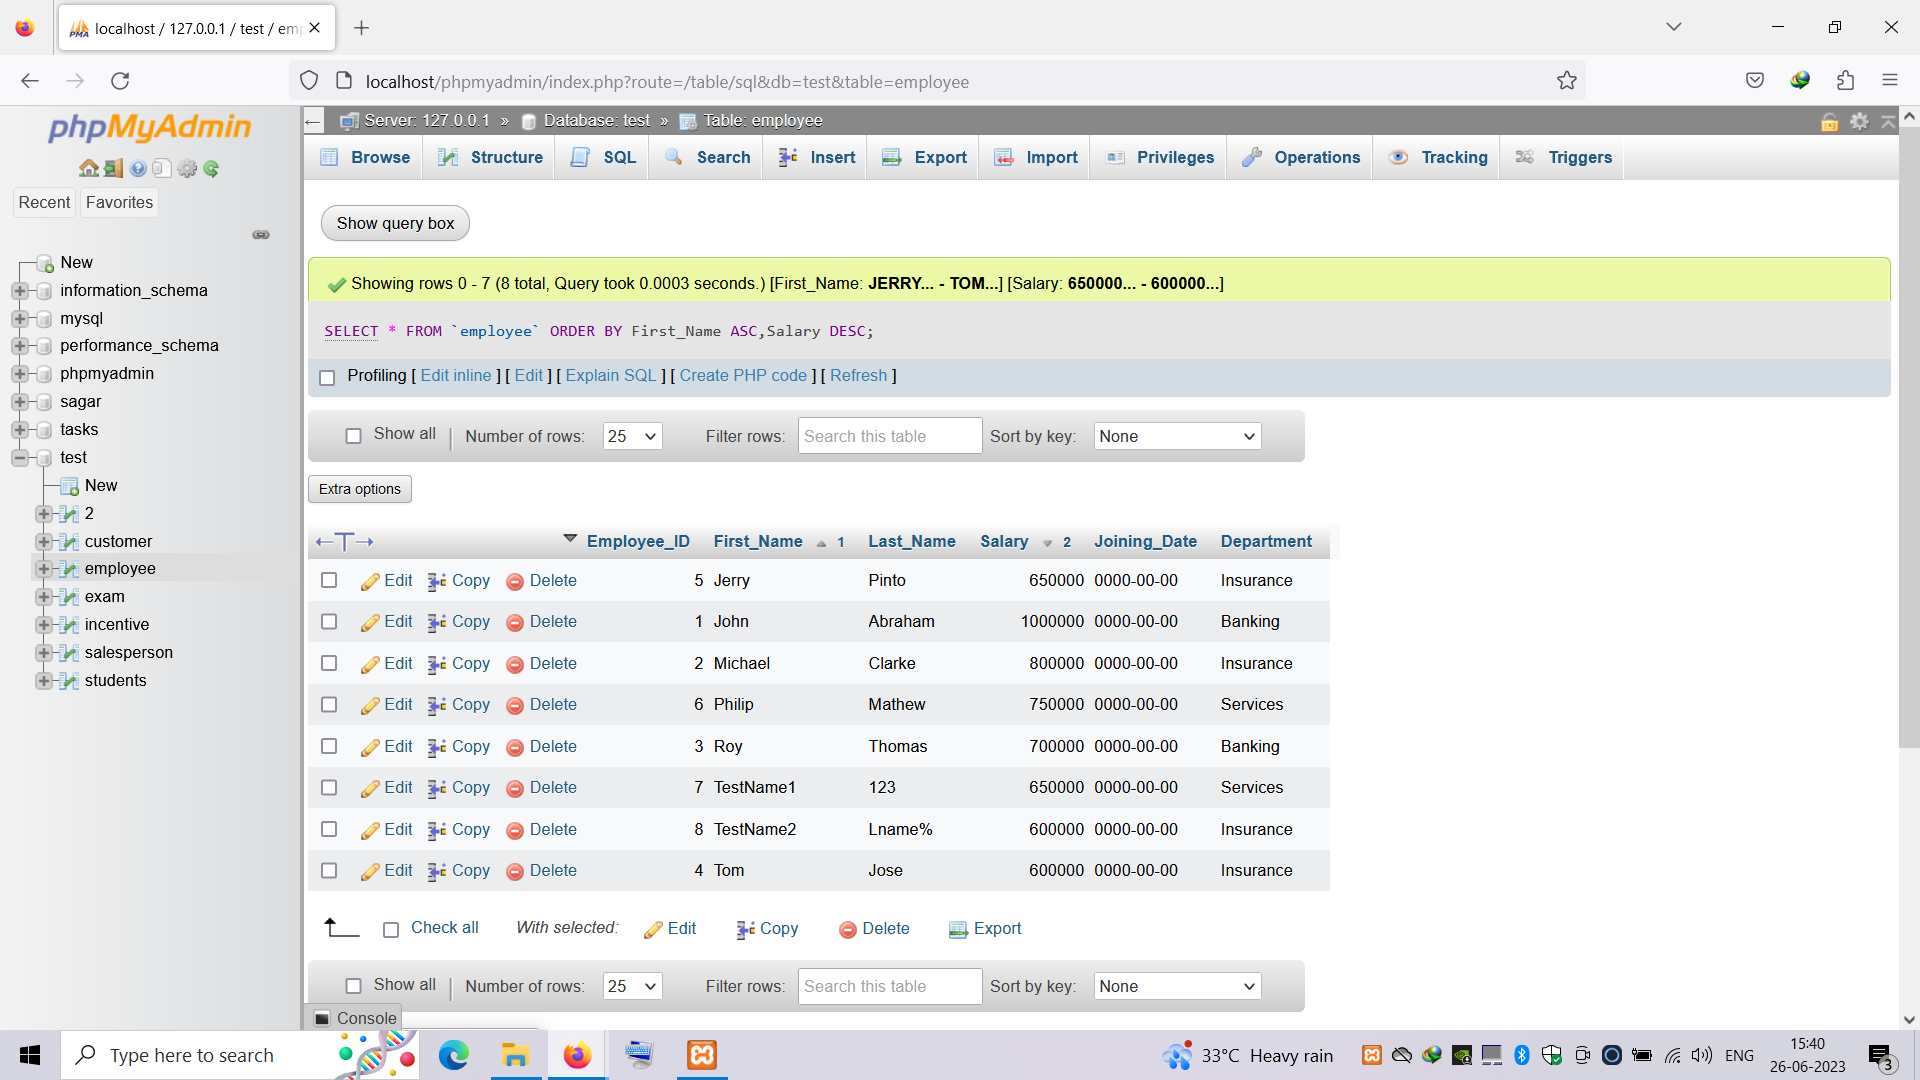 localhost / 127.0.0.1 / test / emp
localhost/phpmyadmin/index.php?route=/table/sql&db=test&table=employee
phpMyAdmin
Recent Favorites
New
information_schema
mysql
performance_schema
phpmyadmin
sagar
tasks
test
New
2
customer
employee
exam
incentive
salesperson
students
Server: 127.0.0.1 » Database: test » Table: employee
Browse Structure SQL Search Insert Export Import Privileges Operations Tracking Triggers
Show query box
Showing rows 0 - 7 (8 total, Query took 0.0003 seconds.) [First_Name: JERRY... - TOM...] [Salary: 650000... - 600000...]
SELECT * FROM `employee` ORDER BY First_Name ASC,Salary DESC;
Profiling [ Edit inline ] [ Edit ] [ Explain SQL ] [ Create PHP code ] [ Refresh ]
Show all Number of rows: 25 Filter rows: Search this table Sort by key: None
Extra options
Employee_ID First_Name 1 Last_Name Salary 2 Joining_Date Department
Edit Copy Delete 5 Jerry Pinto 650000 0000-00-00 Insurance
Edit Copy Delete 1 John Abraham 1000000 0000-00-00 Banking
Edit Copy Delete 2 Michael Clarke 800000 0000-00-00 Insurance
Edit Copy Delete 6 Philip Mathew 750000 0000-00-00 Services
Edit Copy Delete 3 Roy Thomas 700000 0000-00-00 Banking
Edit Copy Delete 7 TestName1 123 650000 0000-00-00 Services
Edit Copy Delete 8 TestName2 Lname% 600000 0000-00-00 Insurance
Edit Copy Delete 4 Tom Jose 600000 0000-00-00 Insurance
Check all With selected: Edit Copy Delete Export
Show all Number of rows: 25 Filter rows: Search this table Sort by key: None
Console
Type here to search
33°C Heavy rain
ENG
15:40
26-06-2023
3